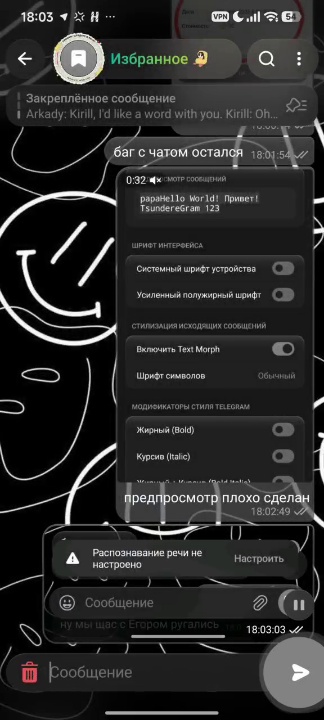 18:03
VPN
54
Избранное
Закреплённое сообщение
Arkady: Kirill, I'd like a word with you. Kirill: Oh...
баг с чатом остался 18:01:54
0:32
СМОТР СООБЩЕНИЙ
papaHello World! Привет!
TsundereGram 123
ШРИФТ ИНТЕРФЕЙСА
Системный шрифт устройства
Усиленный полужирный шрифт
СТИЛИЗАЦИЯ ИСХОДЯЩИХ СООБЩЕНИЙ
Включить Text Morph
Шрифт символов Обычный
МОДИФИКАТОРЫ СТИЛЯ TELEGRAM
Жирный (Bold)
Курсив (Italic)
предпросмотр плохо сделан
18:02:49
Распознавание речи не
настроено
Настроить
Сообщение
ну мы щас с Егором ругались
18:03:03
Сообщение